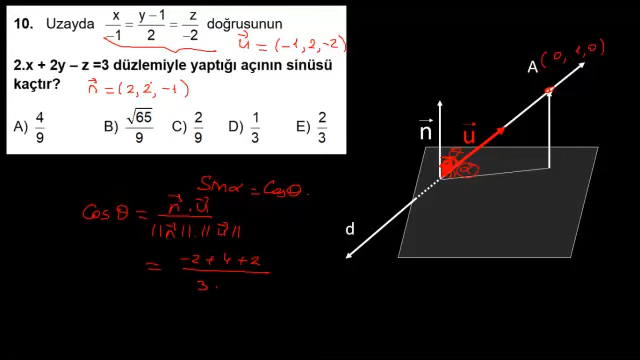 10. Uzayda x/-1 = y-1/2 = z/-2 doğrusunun
u⃗ = (-1, 2, -2)
2.x + 2y – z =3 düzlemiyle yaptığı açının sinüsü
kaçtır? n⃗ = (2, 2, -1)
A) 4/9 B) √65/9 C) 2/9 D) 1/3 E) 2/3
Sinα = Cosθ.
Cosθ = n⃗ . u⃗ / ||n⃗|| . ||u⃗||
= -2 + 4 + 2 / 3 .
A (0, 1, 0)
n⃗
u⃗
α
d